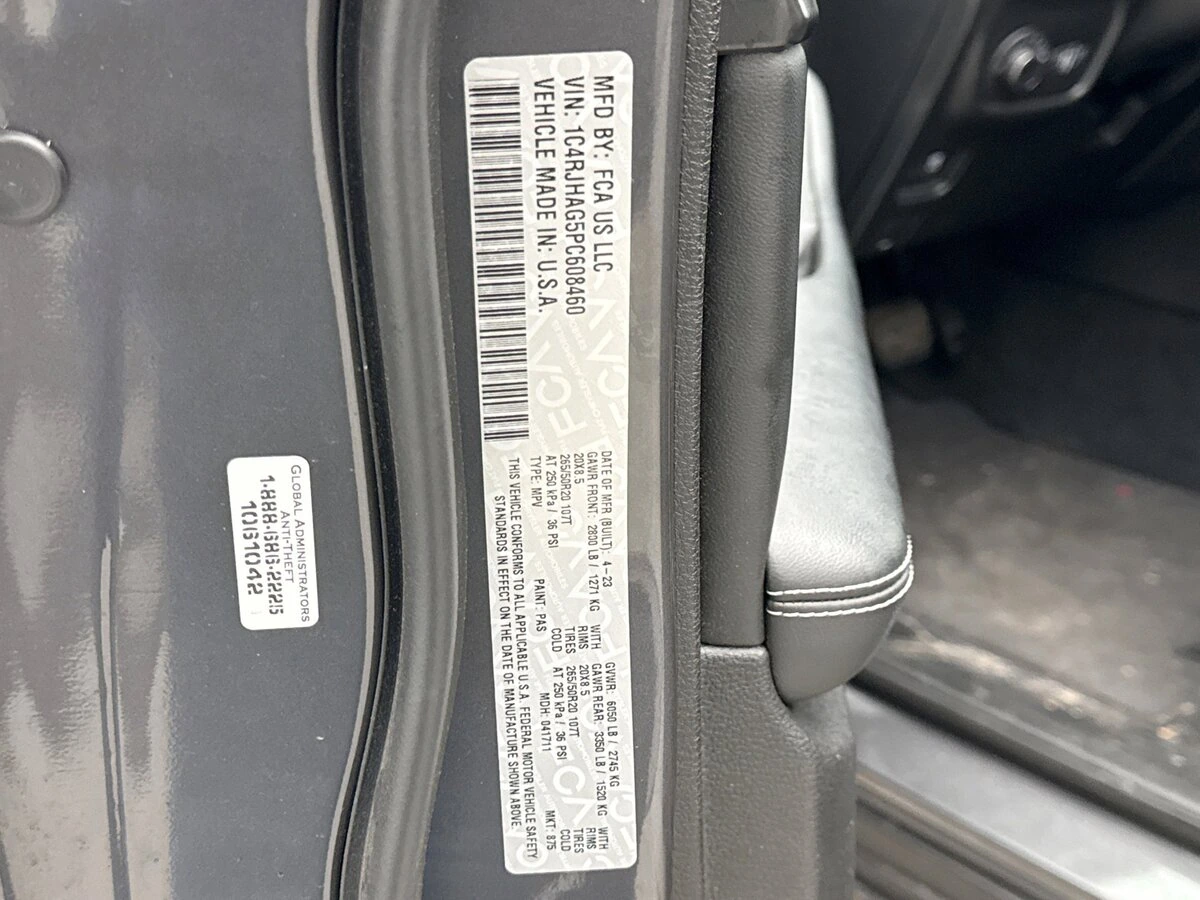 MFD BY: FCA US LLC
VIN: 1C4RJHAG5PC608460
VEHICLE MADE IN: U.S.A.
DATE OF MFR (BUILT): 4-23 GVWR: 6050 LB / 2745 KG
GAWR FRONT: 2800 LB / 1271 KG WITH GAWR REAR: 3350 LB / 1520 KG WITH
20X8.5 RIMS 20X8.5 RIMS
265/50R20 107T TIRES 265/50R20 107T TIRES
AT 250 kPa / 36 PSI COLD AT 250 kPa / 36 PSI COLD
TYPE: MPV PAINT: PAS MDH: 041711 MKT: 875
THIS VEHICLE CONFORMS TO ALL APPLICABLE U.S.A. FEDERAL MOTOR VEHICLE SAFETY
STANDARDS IN EFFECT ON THE DATE OF MANUFACTURE SHOWN ABOVE.
GLOBAL ADMINISTRATORS
ANTI-THEFT
1-888-686-2225
1061042